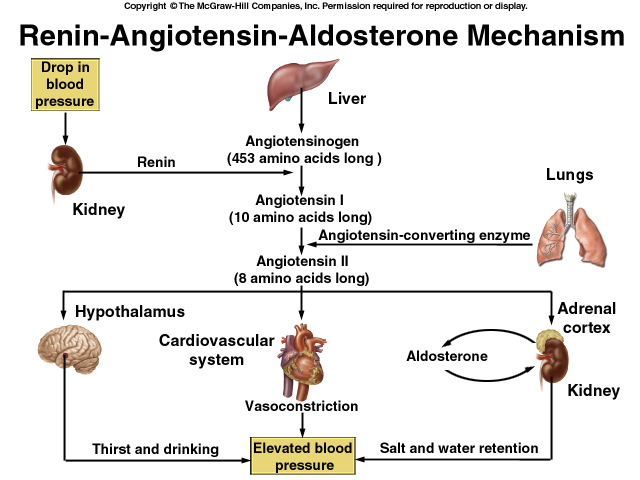 Copyright © The McGraw-Hill Companies, Inc. Permission required for reproduction or display.
Renin-Angiotensin-Aldosterone Mechanism
Drop in
blood
pressure
Liver
Angiotensinogen
(453 amino acids long )
Renin
Kidney
Lungs
Angiotensin I
(10 amino acids long)
Angiotensin-converting enzyme
Angiotensin II
(8 amino acids long)
Hypothalamus
Cardiovascular
system
Adrenal
cortex
Aldosterone
Kidney
Vasoconstriction
Thirst and drinking
Elevated blood
pressure
Salt and water retention